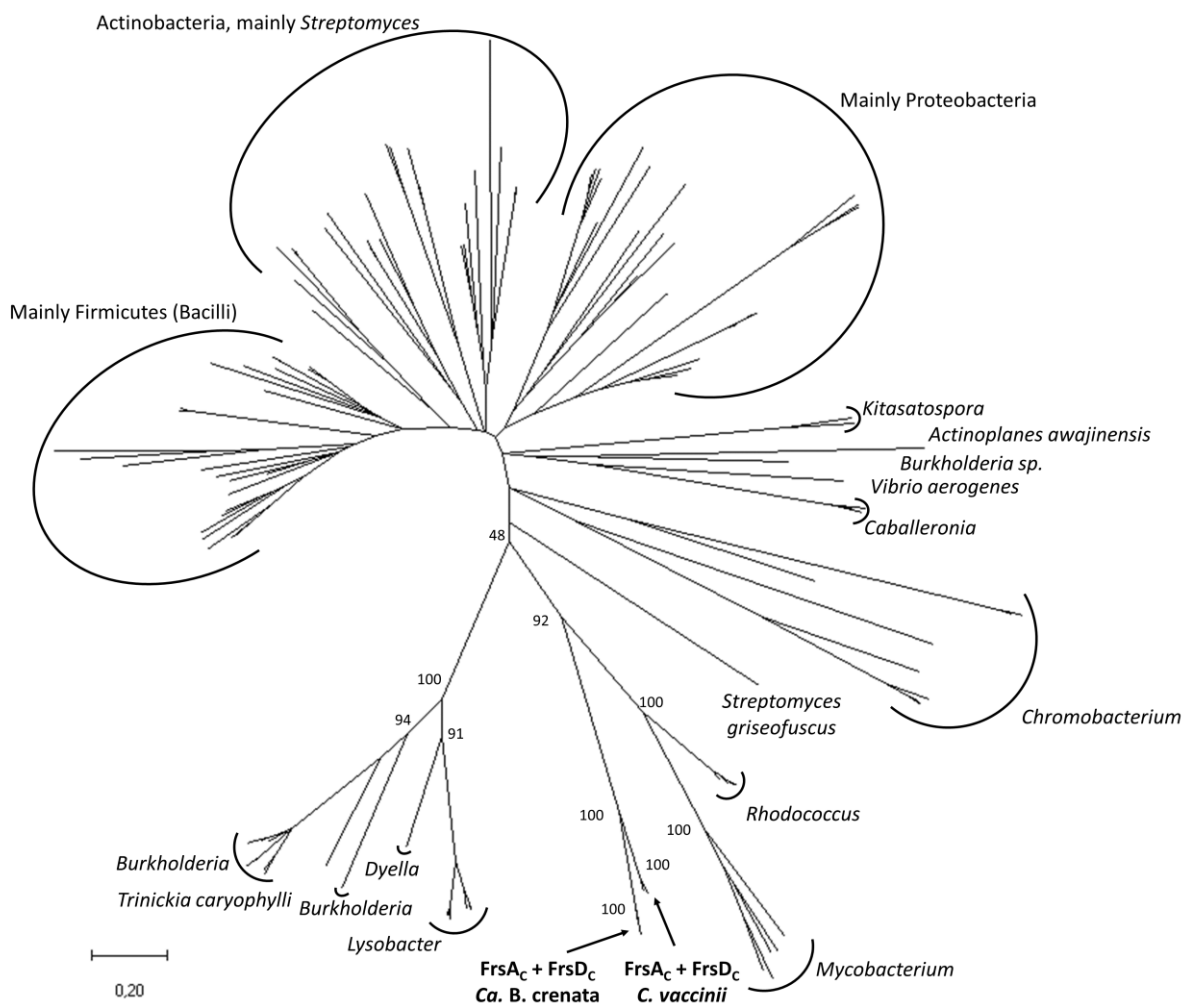 Actinobacteria, mainly Streptomyces
Mainly Proteobacteria
Mainly Firmicutes (Bacilli)
Kitasatospora
Actinoplanes awajinensis
Burkholderia sp.
Vibrio aerogenes
Caballeronia
48
92
100
94
91
100
Streptomyces
griseofuscus
Chromobacterium
Rhodococcus
100
100
100
100
Burkholderia
Trinickia caryophylli
Dyella
Burkholderia
Lysobacter
FrsAC + FrsDC
Ca. B. crenata
FrsAC + FrsDC
C. vaccinii
Mycobacterium
0,20